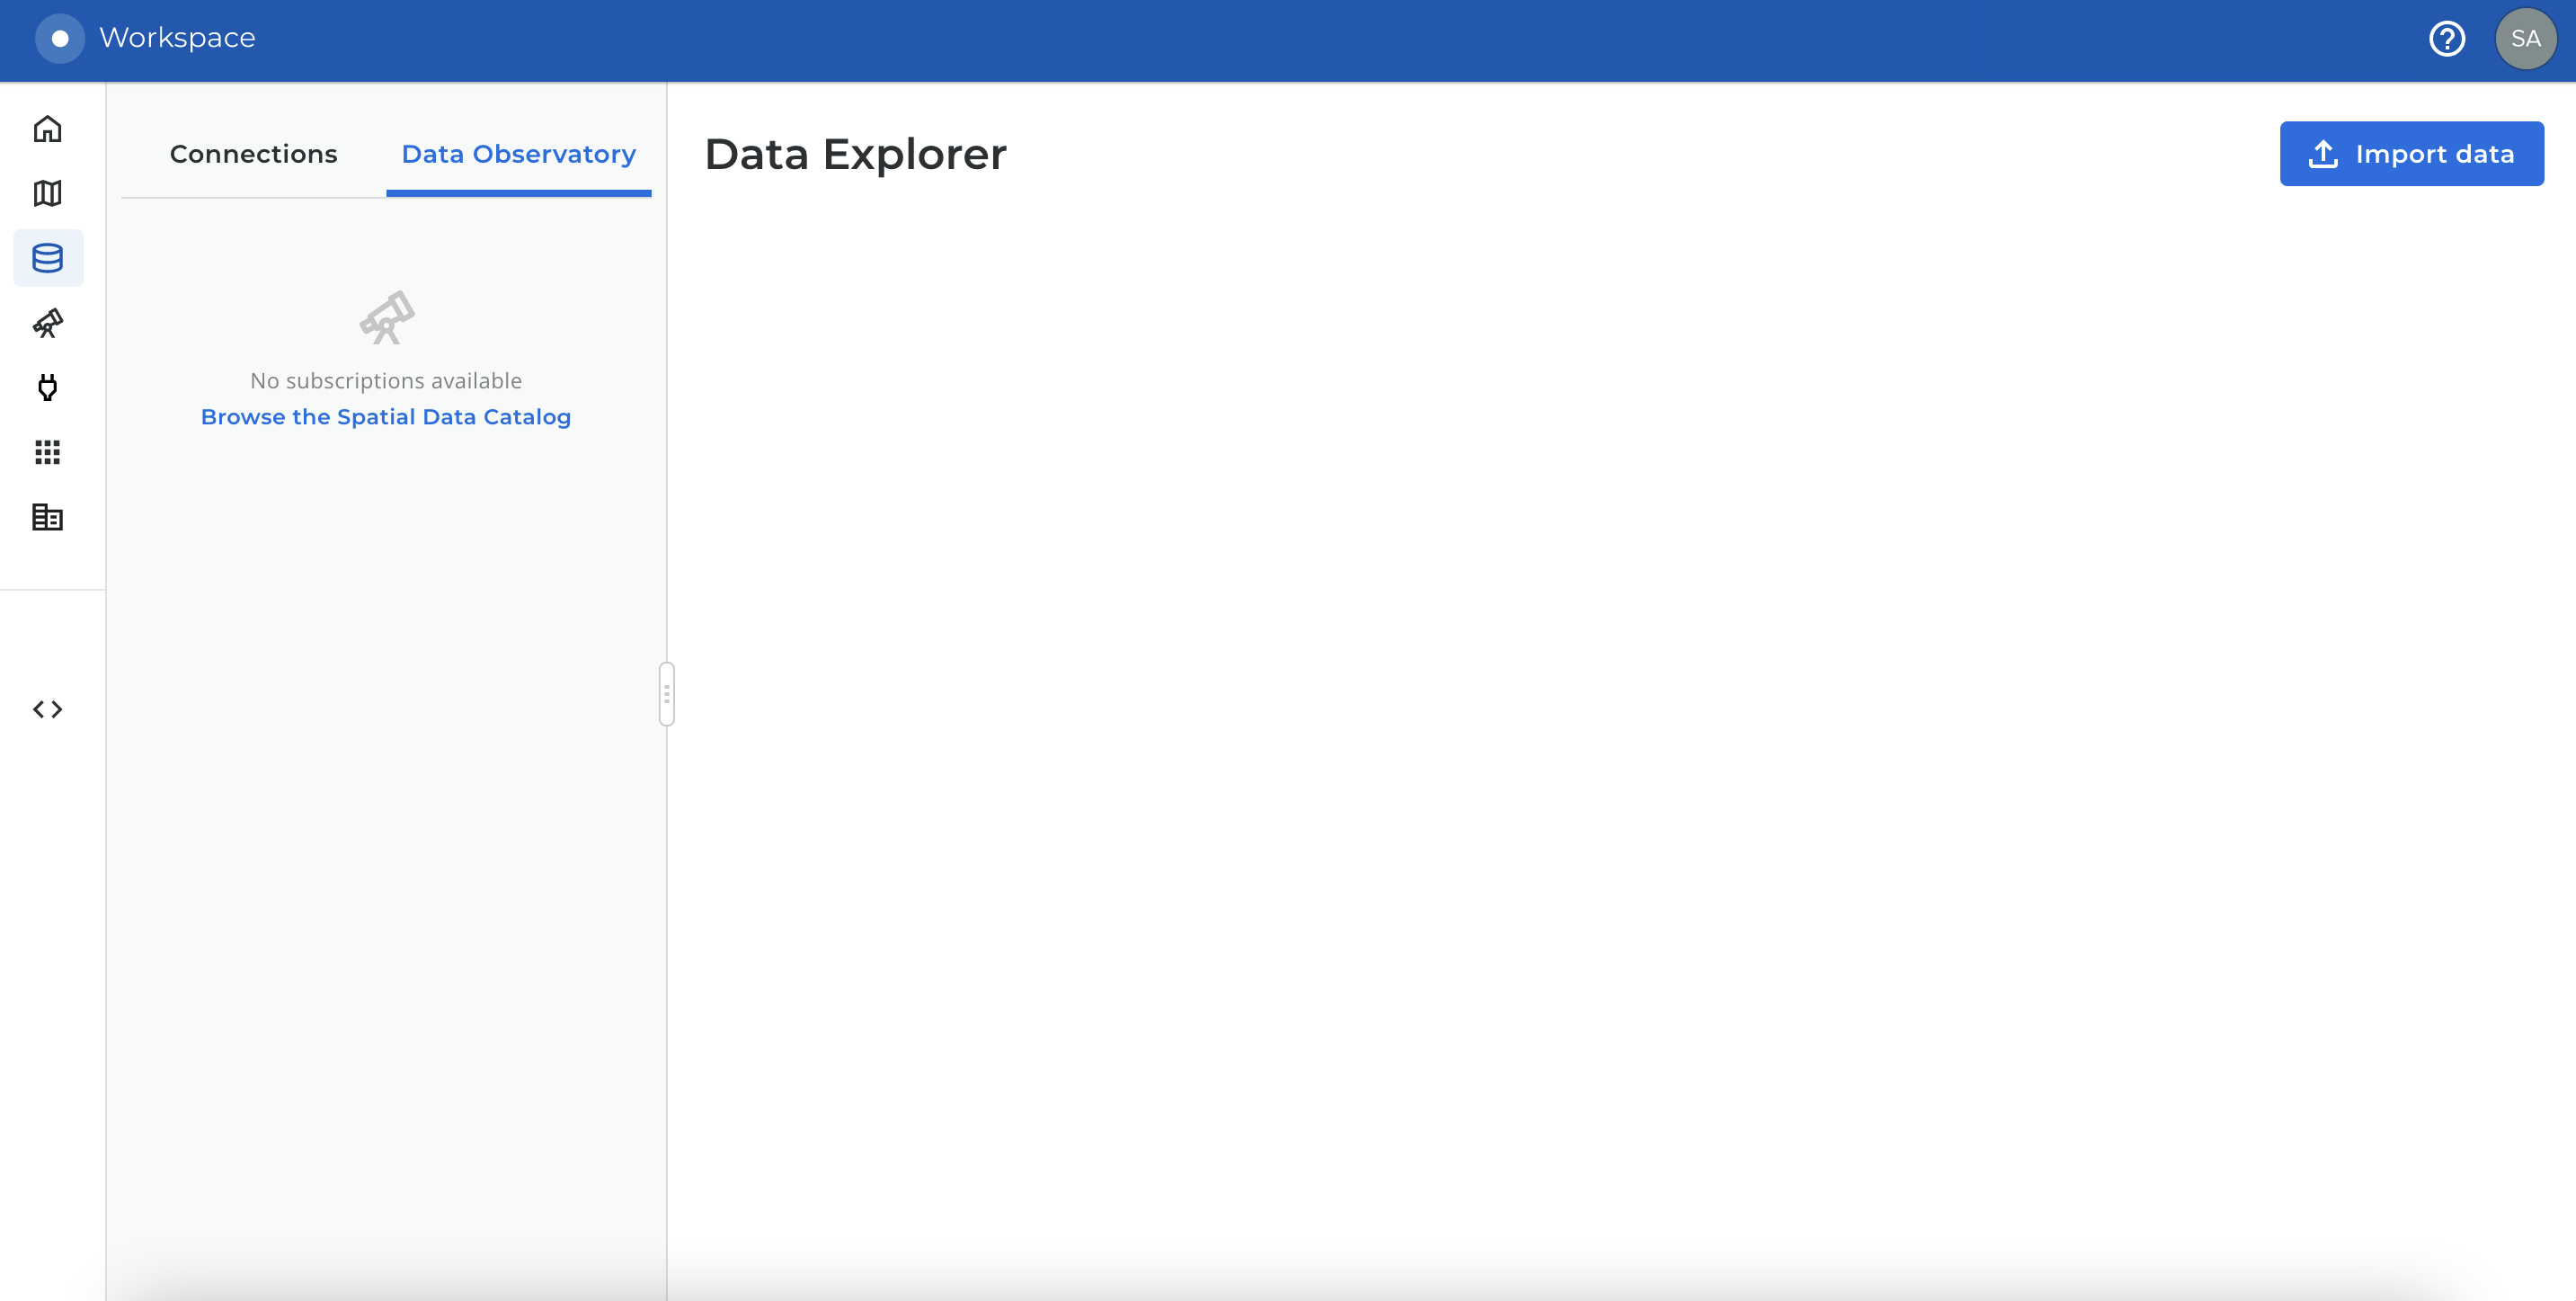 Workspace
SA
Connections
Data Observatory
Data Explorer
Import data
No subscriptions available
Browse the Spatial Data Catalog